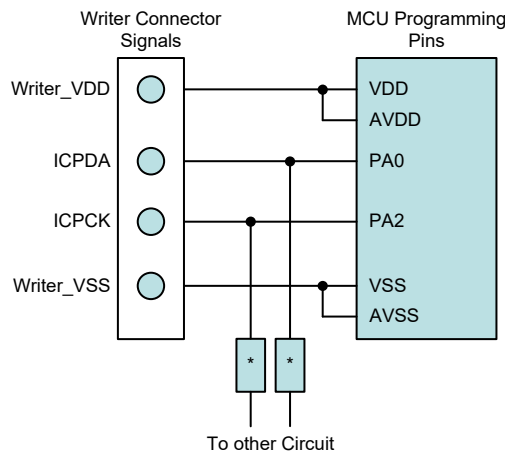 Writer Connector
Signals
MCU Programming
Pins
Writer_VDD
VDD
AVDD
ICPDA
PA0
ICPCK
PA2
Writer_VSS
VSS
AVSS
*
*
To other Circuit